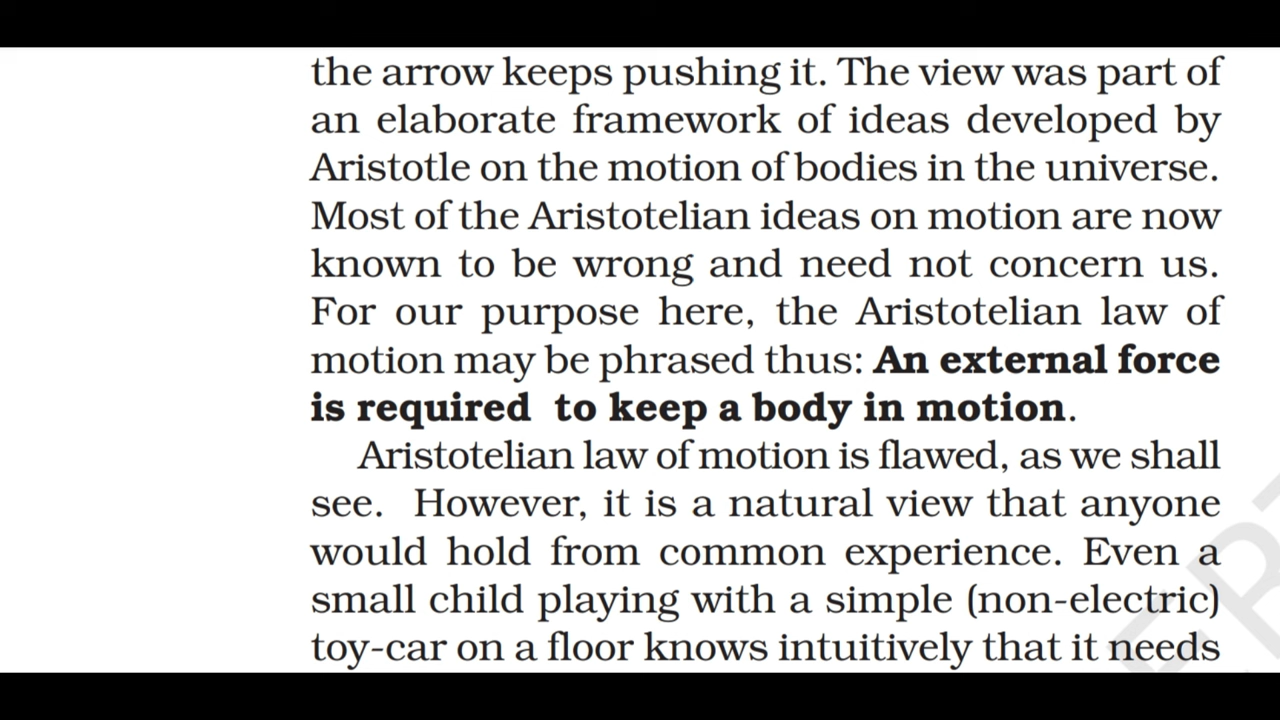 the arrow keeps pushing it. The view was part of
an elaborate framework of ideas developed by
Aristotle on the motion of bodies in the universe.
Most of the Aristotelian ideas on motion are now
known to be wrong and need not concern us.
For our purpose here, the Aristotelian law of
motion may be phrased thus: An external force
is required to keep a body in motion.
Aristotelian law of motion is flawed, as we shall
see. However, it is a natural view that anyone
would hold from common experience. Even a
small child playing with a simple (non-electric)
toy-car on a floor knows intuitively that it needs